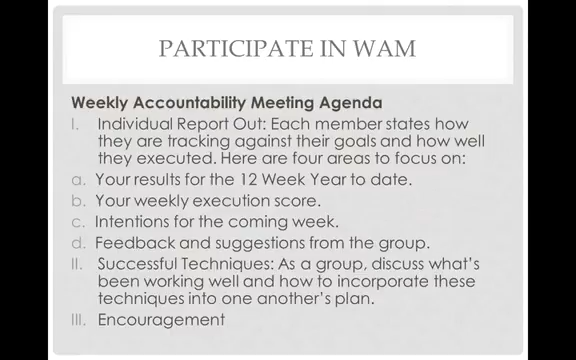 PARTICIPATE IN WAM
Weekly Accountability Meeting Agenda
I. Individual Report Out: Each member states how
they are tracking against their goals and how well
they executed. Here are four areas to focus on:
a. Your results for the 12 Week Year to date.
b. Your weekly execution score.
c. Intentions for the coming week.
d. Feedback and suggestions from the group.
II. Successful Techniques: As a group, discuss what's
been working well and how to incorporate these
techniques into one another's plan.
III. Encouragement